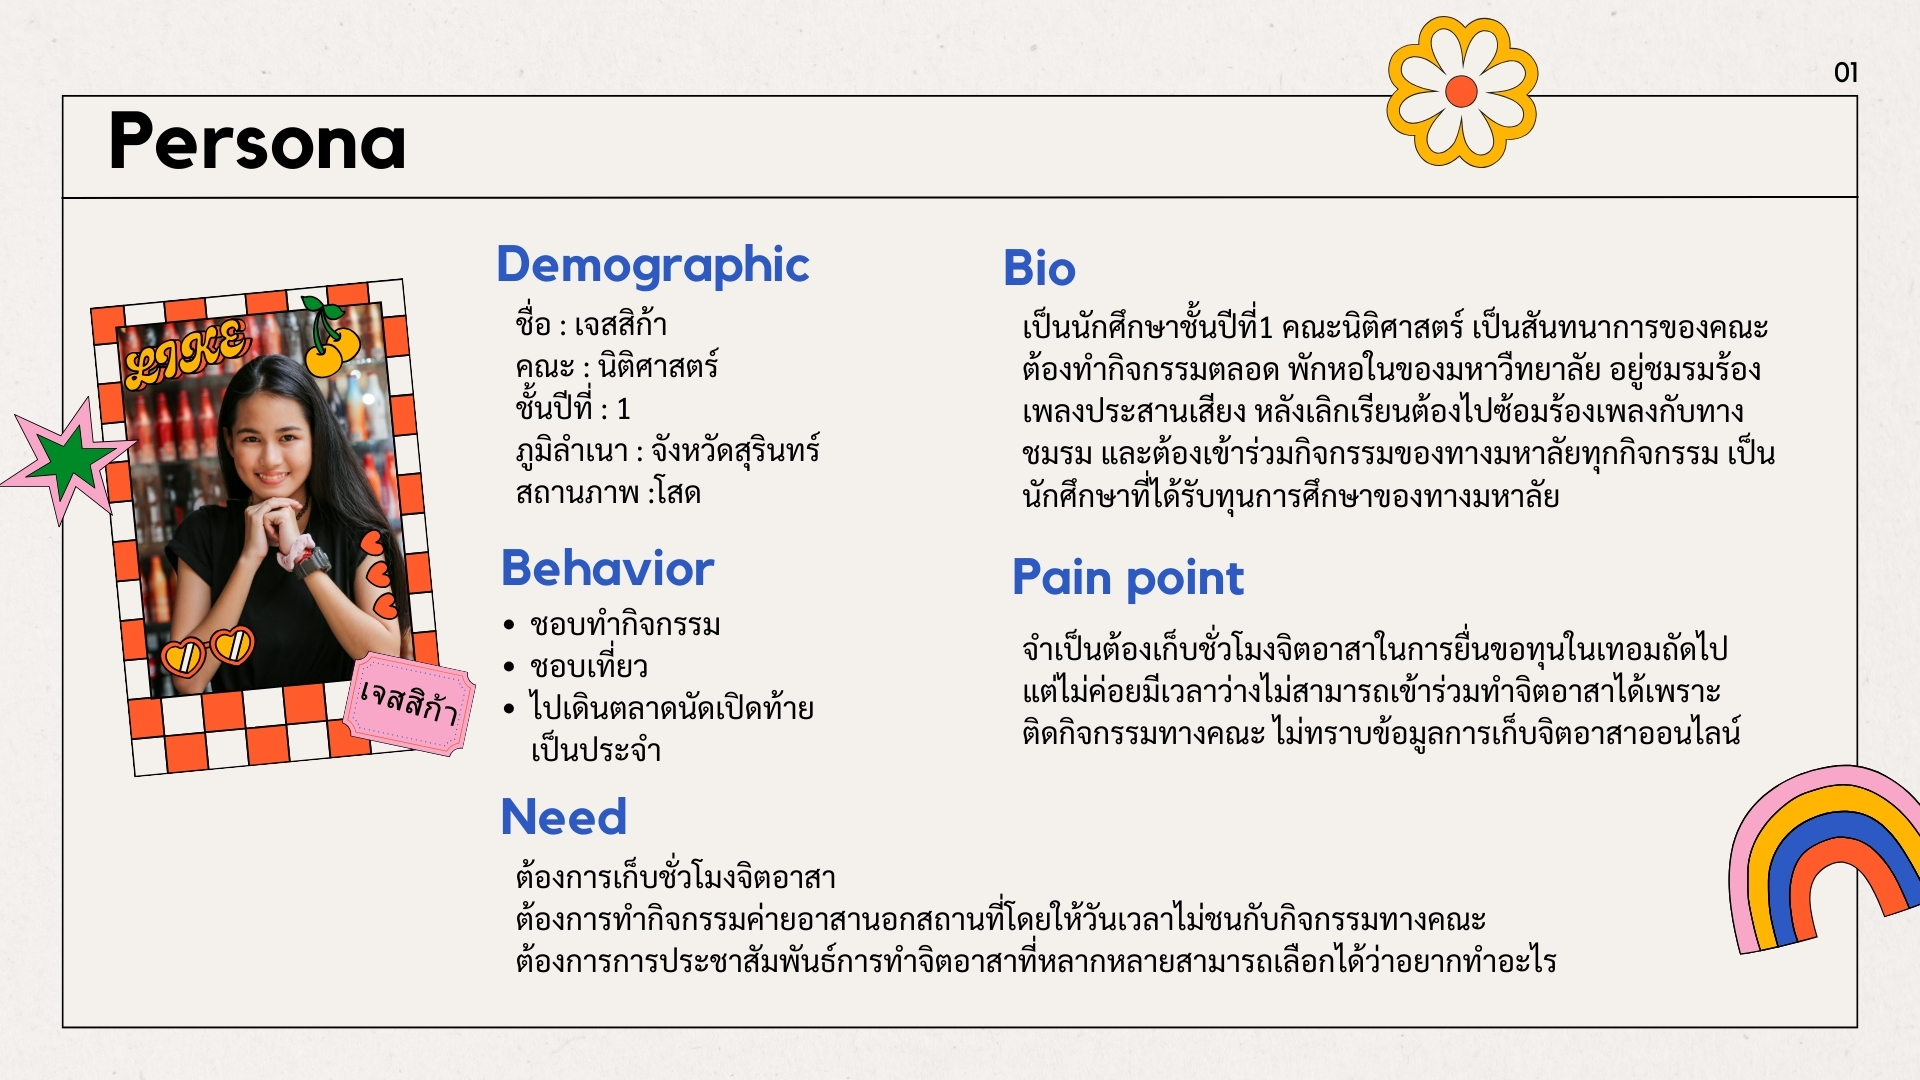 01
Persona
LIKE
เจสสิก้า
Demographic
ชื่อ : เจสสิก้า
คณะ : นิติศาสตร์
ชั้นปีที่ : 1
ภูมิลำเนา : จังหวัดสุรินทร์
สถานภาพ :โสด
Behavior
• ชอบทำกิจกรรม
• ชอบเที่ยว
• ไปเดินตลาดนัดเปิดท้าย
เป็นประจำ
Bio
เป็นนักศึกษาชั้นปีที่1 คณะนิติศาสตร์ เป็นสันทนาการของคณะ
ต้องทำกิจกรรมตลอด พักหอในของมหาวืทยาลัย อยู่ชมรมร้อง
เพลงประสานเสียง หลังเลิกเรียนต้องไปซ้อมร้องเพลงกับทาง
ชมรม และต้องเข้าร่วมกิจกรรมของทางมหาลัยทุกกิจกรรม เป็น
นักศึกษาที่ได้รับทุนการศึกษาของทางมหาลัย
Pain point
จำเป็นต้องเก็บชั่วโมงจิตอาสาในการยื่นขอทุนในเทอมถัดไป
แต่ไม่ค่อยมีเวลาว่างไม่สามารถเข้าร่วมทำจิตอาสาได้เพราะ
ติดกิจกรรมทางคณะ ไม่ทราบข้อมูลการเก็บจิตอาสาออนไลน์
Need
ต้องการเก็บชั่วโมงจิตอาสา
ต้องการทำกิจกรรมค่ายอาสานอกสถานที่โดยให้วันเวลาไม่ชนกับกิจกรรมทางคณะ
ต้องการการประชาสัมพันธ์การทำจิตอาสาที่หลากหลายสามารถเลือกได้ว่าอยากทำอะไร